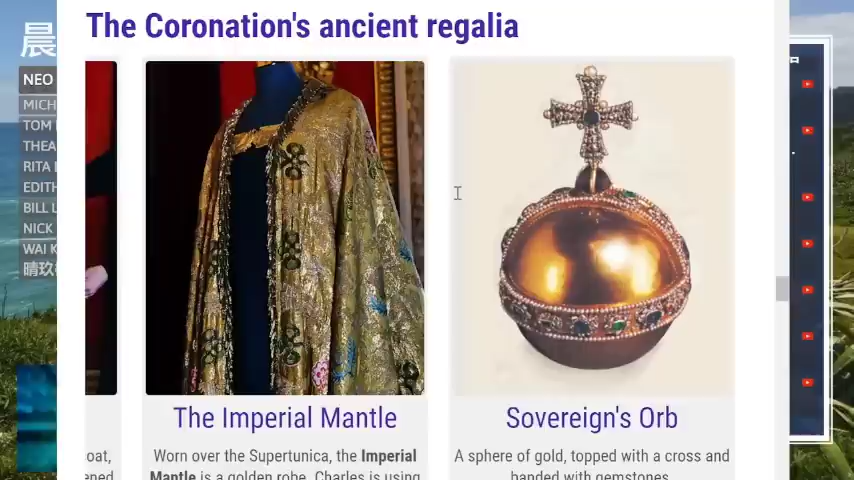 The Coronation's ancient regalia
晨
NEO
MICH
TOM
THEA
RITA
EDITH
BILL L
NICK
WAI K
The Imperial Mantle
Sovereign's Orb
oat,
ened
Worn over the Supertunica, the Imperial
Mantle is a golden robe. Charles is using
A sphere of gold, topped with a cross and
banded with gemstones.